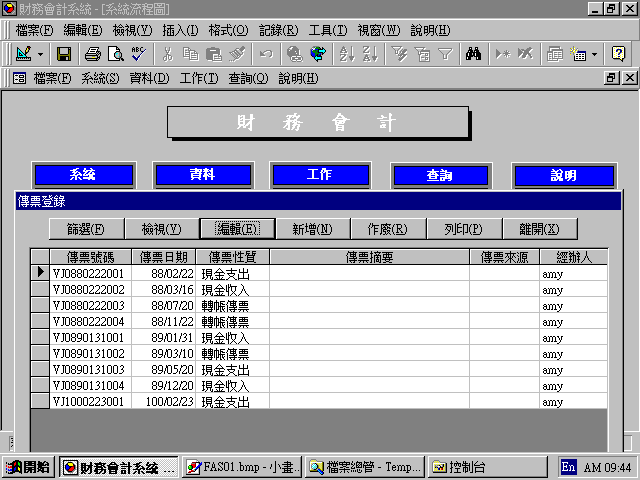 財務會計系統 - [系統流程圖]
檔案(F) 編輯(E) 檢視(V) 插入(I) 格式(O) 記錄(R) 工具(T) 視窗(W) 說明(H)
檔案(F) 系統(S) 資料(D) 工作(T) 查詢(Q) 說明(H)
財 務 會 計
系統 資料 工作 查詢 說明
傳票登錄
篩選(F) 檢視(V) 編輯(E) 新增(N) 作廢(R) 列印(P) 離開(X)
傳票號碼 傳票日期 傳票性質 傳票摘要 傳票來源 經辦人
VJ0880222001 88/02/22 現金支出 amy
VJ0880222002 88/03/16 現金收入 amy
VJ0880222003 88/07/20 轉帳傳票 amy
VJ0880222004 88/11/22 轉帳傳票 amy
VJ0890131001 89/01/31 現金收入 amy
VJ0890131002 89/03/10 轉帳傳票 amy
VJ0890131003 89/05/20 現金支出 amy
VJ0890131004 89/12/20 現金收入 amy
VJ1000223001 100/02/23 現金支出 amy
開始 財務會計系統 ... FAS01.bmp - 小畫... 檔案總管 - Temp... 控制台 En AM 09:44